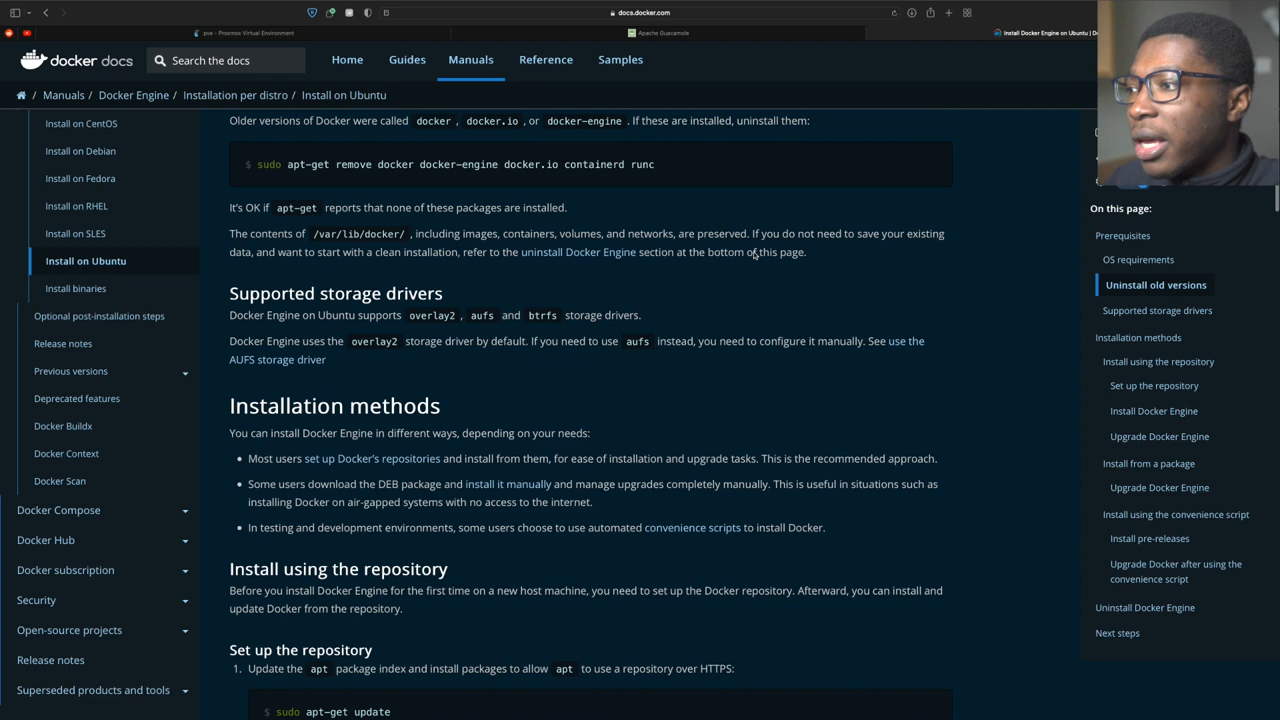 docs.docker.com
pve - Proxmox Virtual Environment
Apache Guacamole
Install Docker Engine on Ubuntu | D
docker docs
Search the docs
Home
Guides
Manuals
Reference
Samples
Manuals
Docker Engine
Installation per distro
Install on Ubuntu
Install on CentOS
Install on Debian
Install on Fedora
Install on RHEL
Install on SLES
Install on Ubuntu
Install binaries
Optional post-installation steps
Release notes
Previous versions
Deprecated features
Docker Buildx
Docker Context
Docker Scan
Docker Compose
Docker Hub
Docker subscription
Security
Open-source projects
Release notes
Superseded products and tools
Older versions of Docker were called docker, docker.io, or docker-engine. If these are installed, uninstall them:
$ sudo apt-get remove docker docker-engine docker.io containerd runc
It's OK if apt-get reports that none of these packages are installed.
The contents of /var/lib/docker/, including images, containers, volumes, and networks, are preserved. If you do not need to save your existing
data, and want to start with a clean installation, refer to the uninstall Docker Engine section at the bottom of this page.
Supported storage drivers
Docker Engine on Ubuntu supports overlay2, aufs and btrfs storage drivers.
Docker Engine uses the overlay2 storage driver by default. If you need to use aufs instead, you need to configure it manually. See use the
AUFS storage driver
Installation methods
You can install Docker Engine in different ways, depending on your needs:
• Most users set up Docker's repositories and install from them, for ease of installation and upgrade tasks. This is the recommended approach.
• Some users download the DEB package and install it manually and manage upgrades completely manually. This is useful in situations such as
installing Docker on air-gapped systems with no access to the internet.
• In testing and development environments, some users choose to use automated convenience scripts to install Docker.
Install using the repository
Before you install Docker Engine for the first time on a new host machine, you need to set up the Docker repository. Afterward, you can install and
update Docker from the repository.
Set up the repository
1. Update the apt package index and install packages to allow apt to use a repository over HTTPS:
$ sudo apt-get update
On this page:
Prerequisites
OS requirements
Uninstall old versions
Supported storage drivers
Installation methods
Install using the repository
Set up the repository
Install Docker Engine
Upgrade Docker Engine
Install from a package
Upgrade Docker Engine
Install using the convenience script
Install pre-releases
Upgrade Docker after using the
convenience script
Uninstall Docker Engine
Next steps